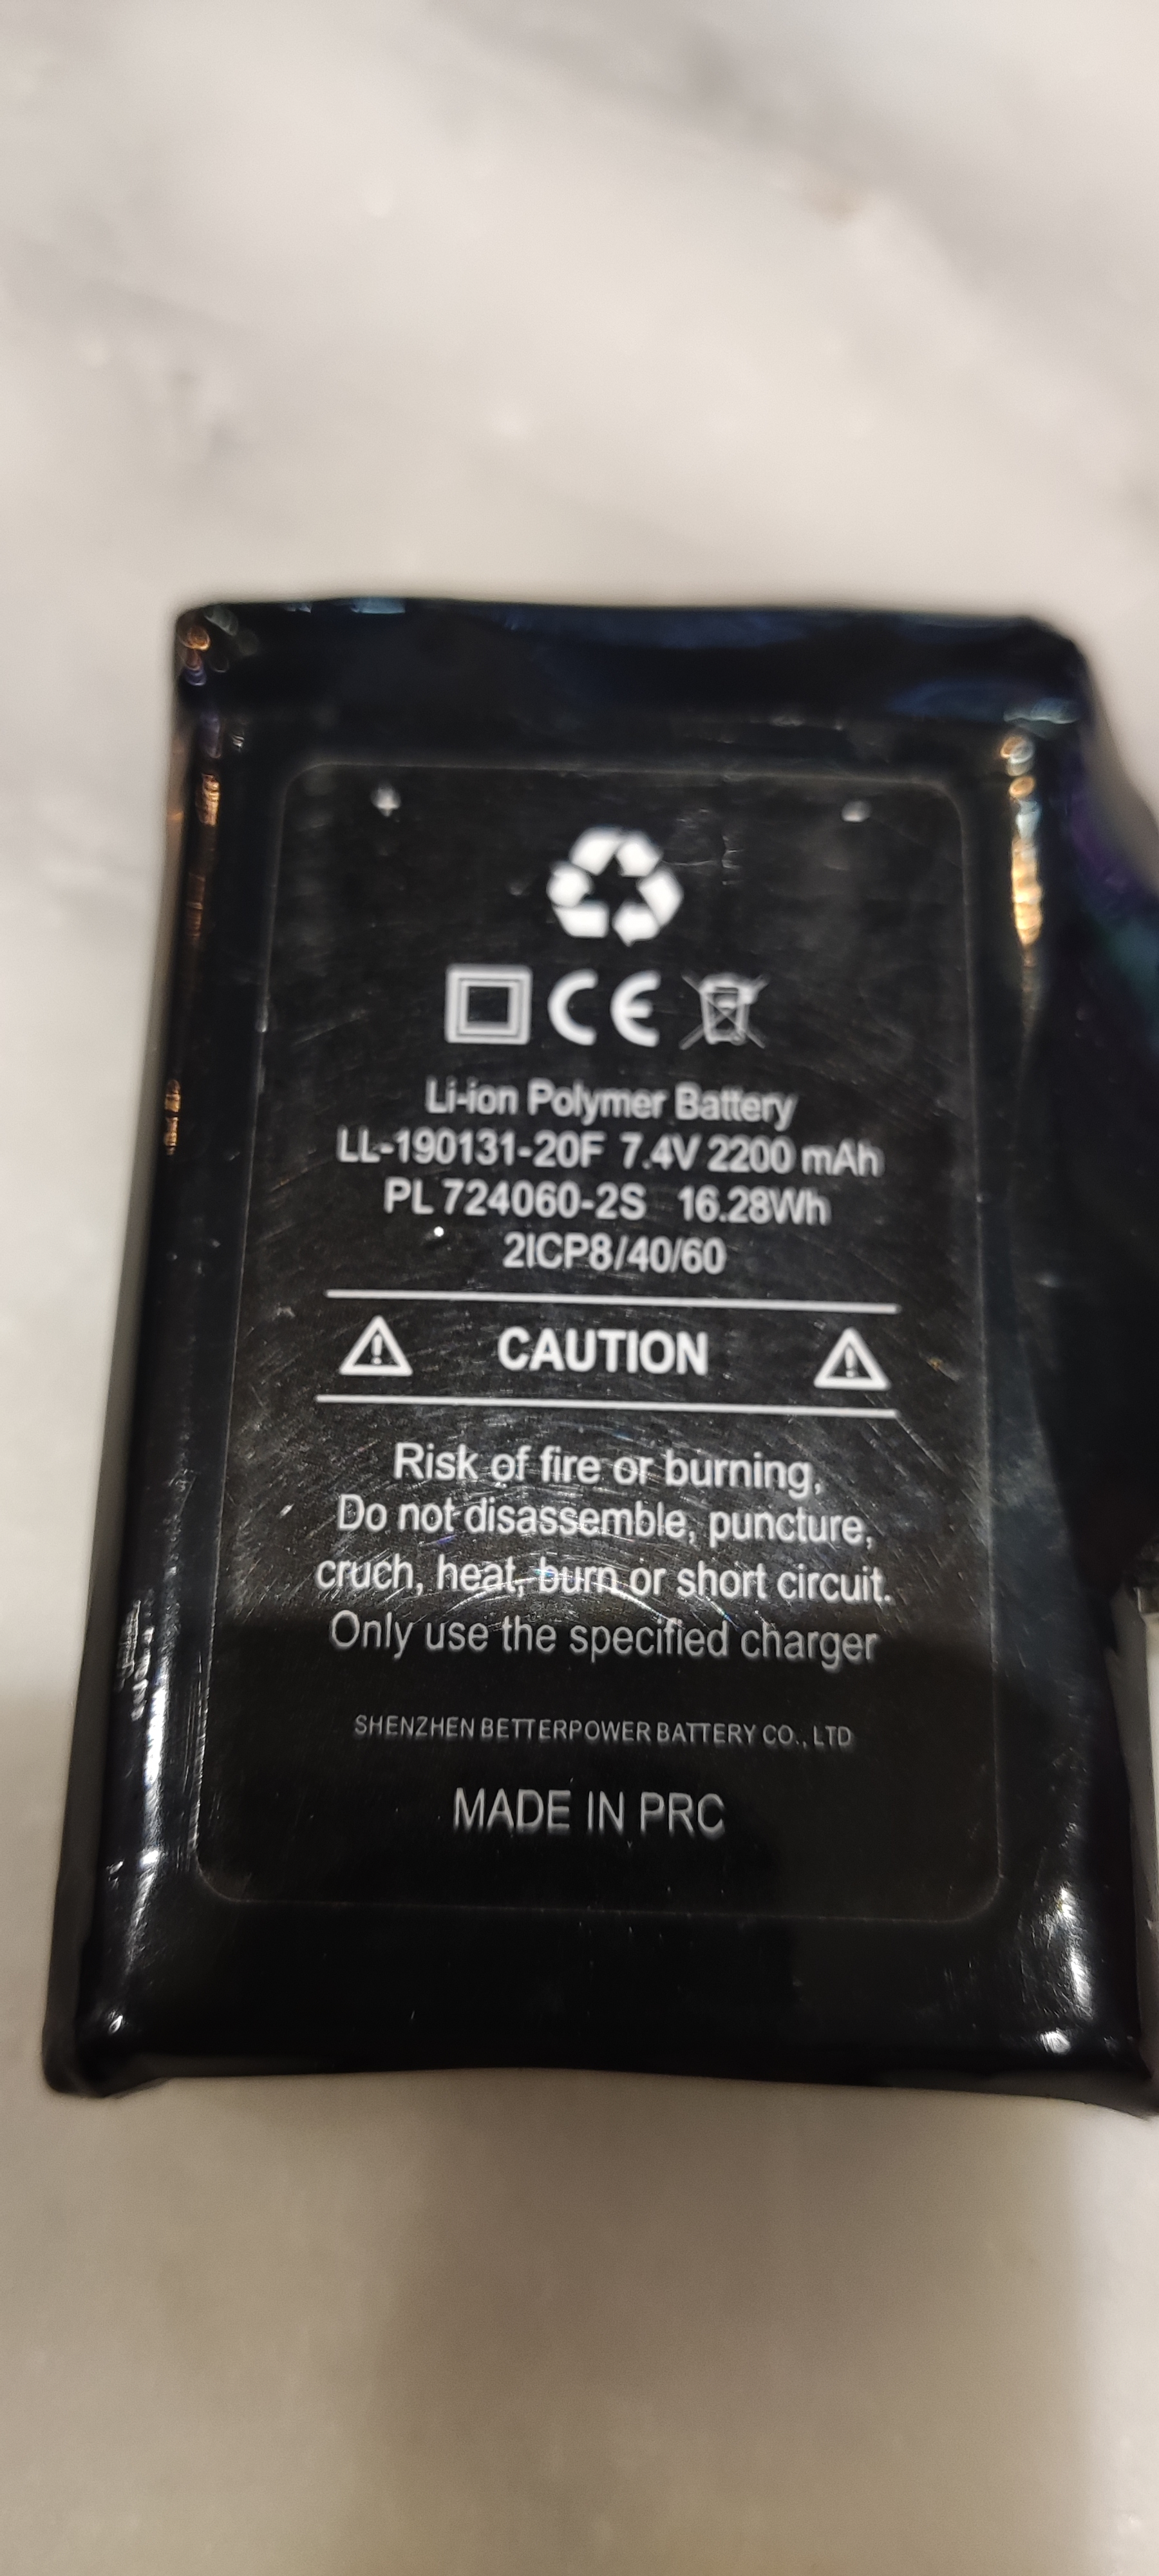 + -
CE
Li-ion Polymer Battery
LL-190131-20F 7.4V 2200 mAh
PL 724060-2S 16.28Wh
2ICP8/40/60
CAUTION
Risk of fire or burning,
Do not disassemble, puncture,
cruch, heat, burn or short circuit.
Only use the specified charger
SHENZHEN BETTERPOWER BATTERY CO., LTD
MADE IN PRC